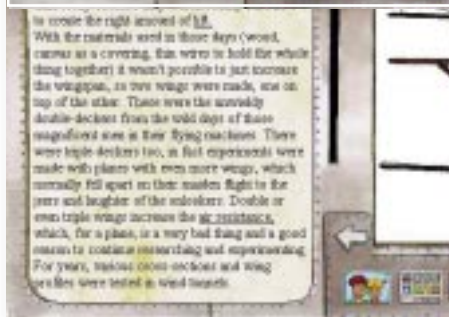 to create the right amount of lift.
With the materials used in those days (wood,
canvas as a covering, thin wires to hold the whole
thing together) it wasn't possible to just increase
the wingspan, so two wings were made, one on
top of the other. These were the unwieldy
double-deckers from the wild days of those
magnificent men in their flying machines. There
were triple-deckers too, in fact experiments were
made with planes with even more wings, which
normally fell apart on their maiden flight to the
jeers and laughter of the onlookers. Double or
even triple wings increase the air resistance,
which, for a plane, is a very bad thing and a good
reason to continue researching and experimenting.
For years, various cross-sections and wing
profiles were tested in wind tunnels